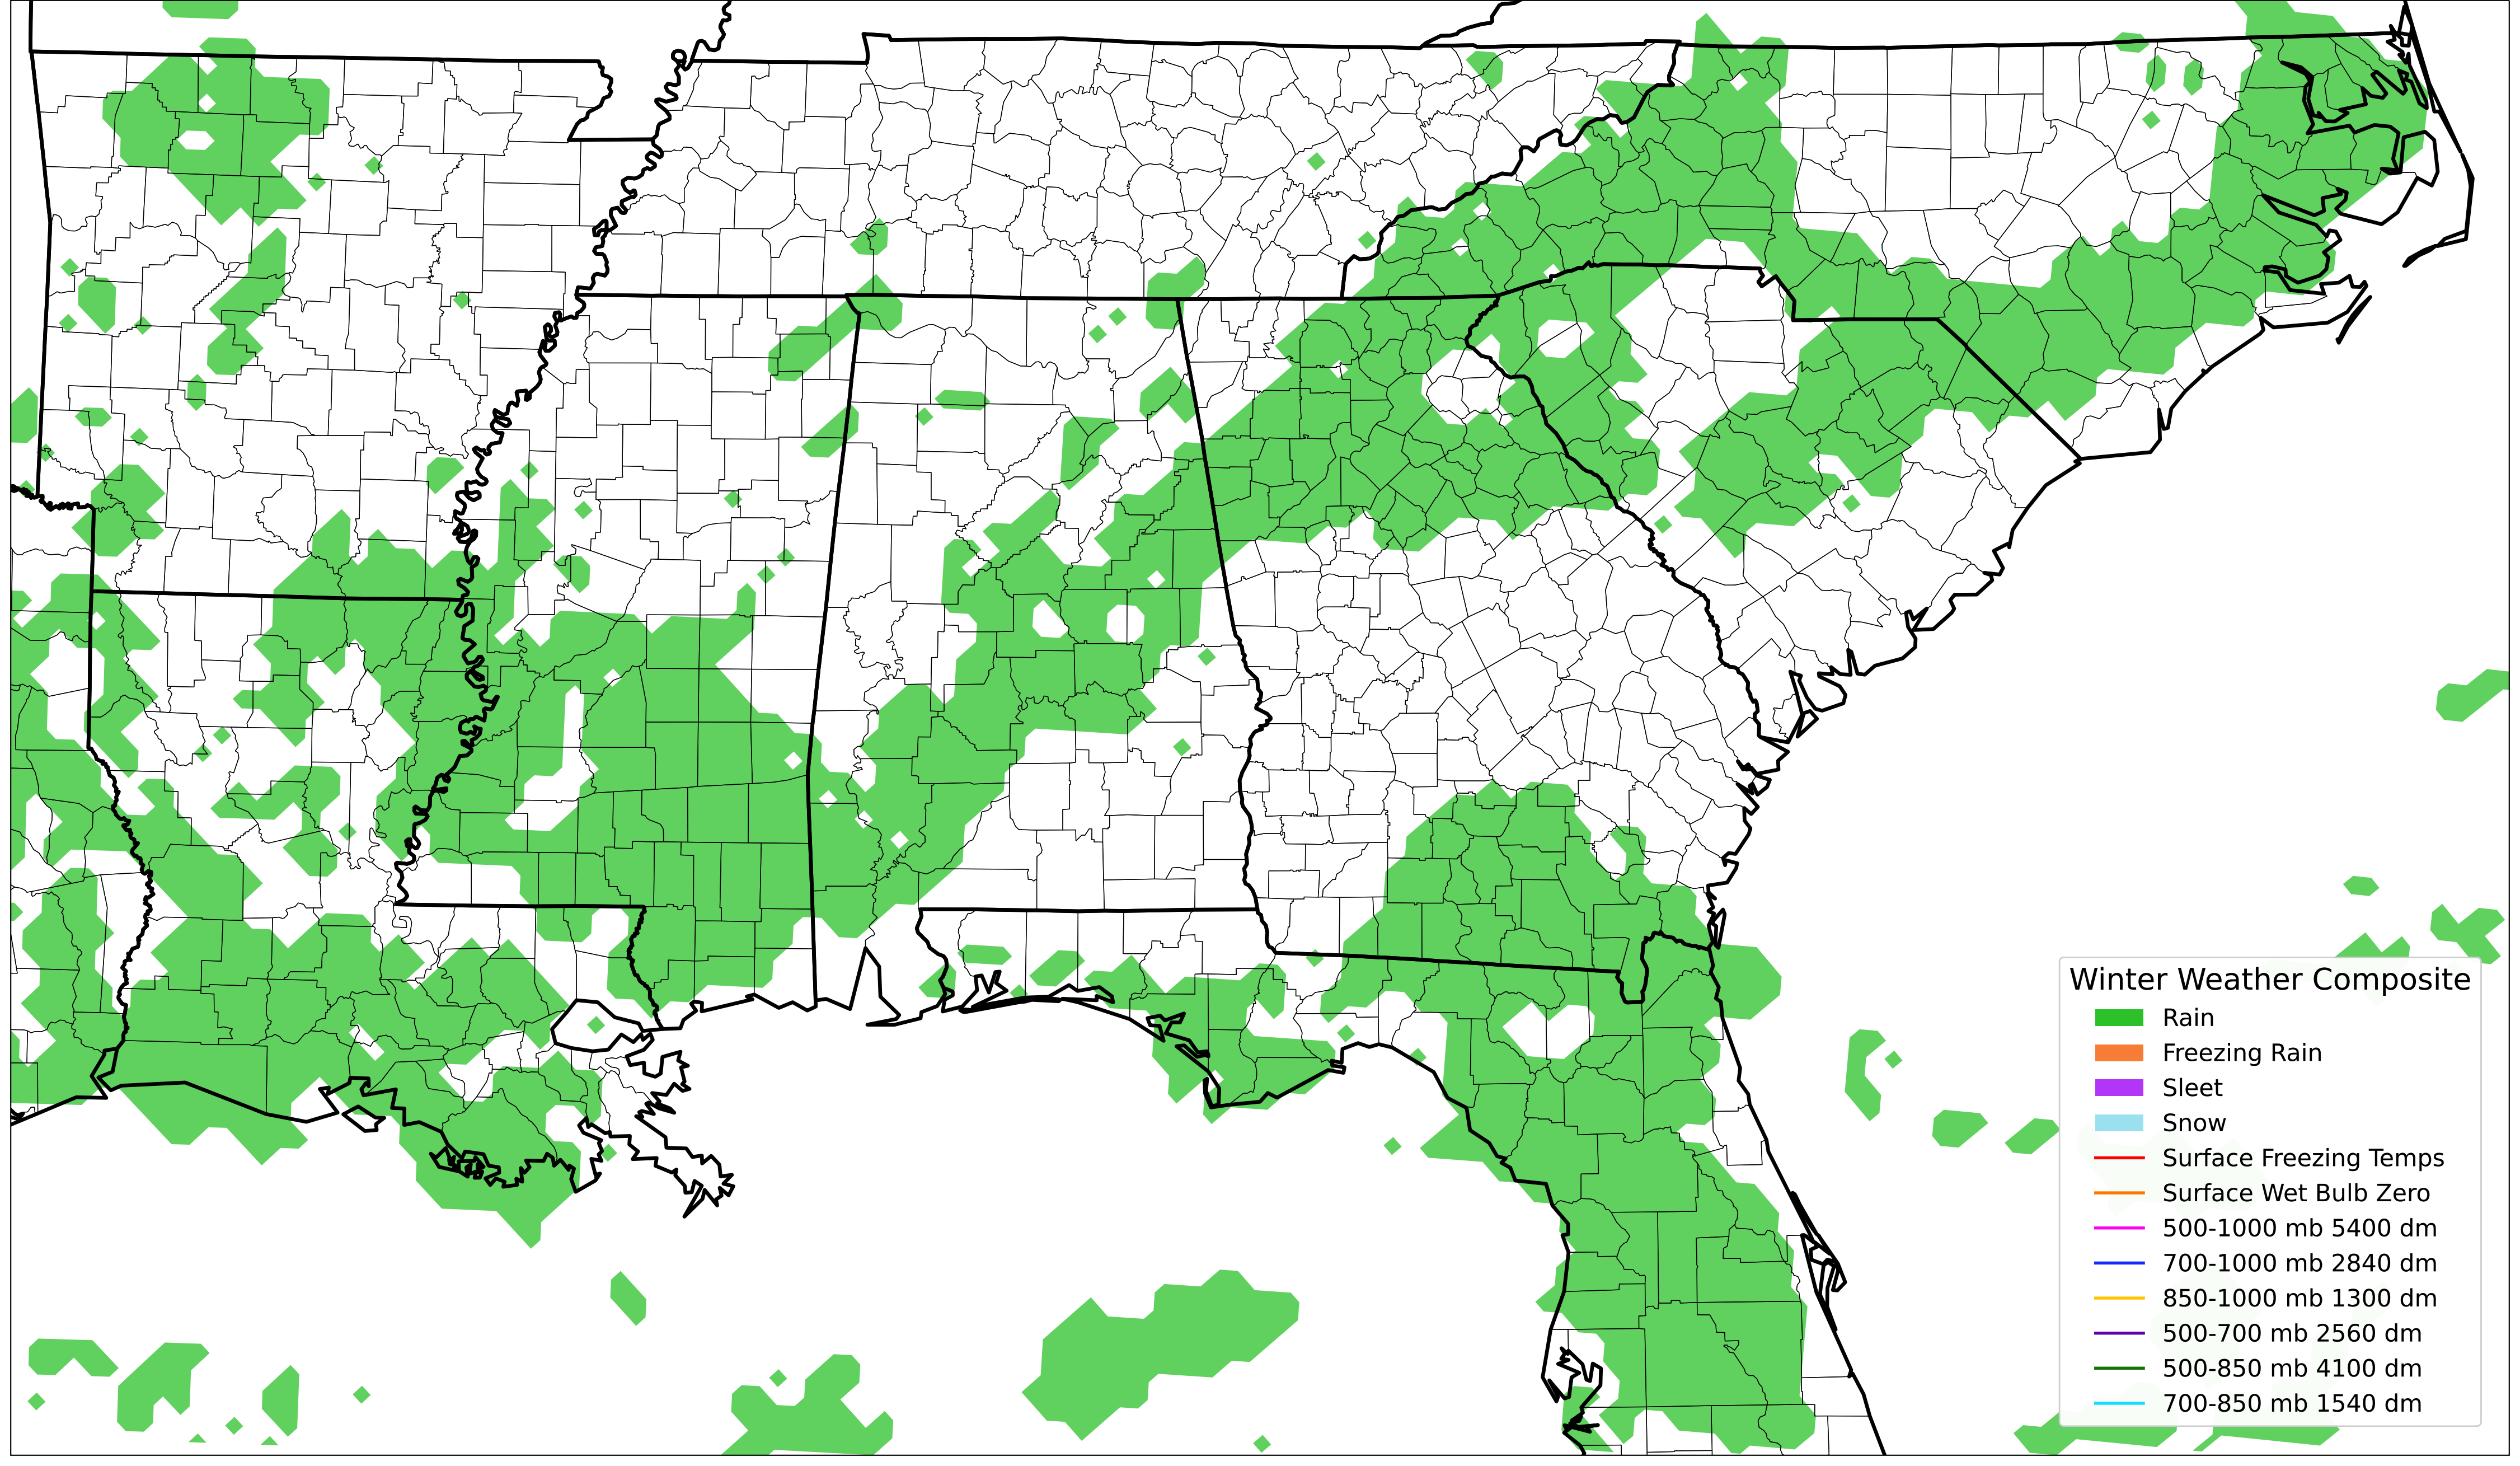 Winter Weather Composite
Rain
Freezing Rain
Sleet
Snow
Surface Freezing Temps
Surface Wet Bulb Zero
500-1000 mb 5400 dm
700-1000 mb 2840 dm
850-1000 mb 1300 dm
500-700 mb 2560 dm
500-850 mb 4100 dm
700-850 mb 1540 dm